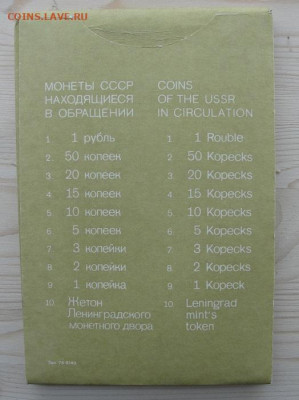 COINS.LAVE.RU
МОНЕТЫ СССР
НАХОДЯЩИЕСЯ
В ОБРАЩЕНИИ
1. 1 рубль
2. 50 копеек
3. 20 копеек
4. 15 копеек
5. 10 копеек
6. 5 копеек
7. 3 копейки
8. 2 копейки
9. 1 копейка
10. Жетон
Ленинградского
монетного двора
COINS
OF THE USSR
IN CIRCULATION
1. 1 Rouble
2. 50 Kopecks
3. 20 Kopecks
4. 15 Kopecks
5. 10 Kopecks
6. 5 Kopecks
7. 3 Kopecks
8. 2 Kopecks
9. 1 Kopeck
10. Leningrad
mint's
token